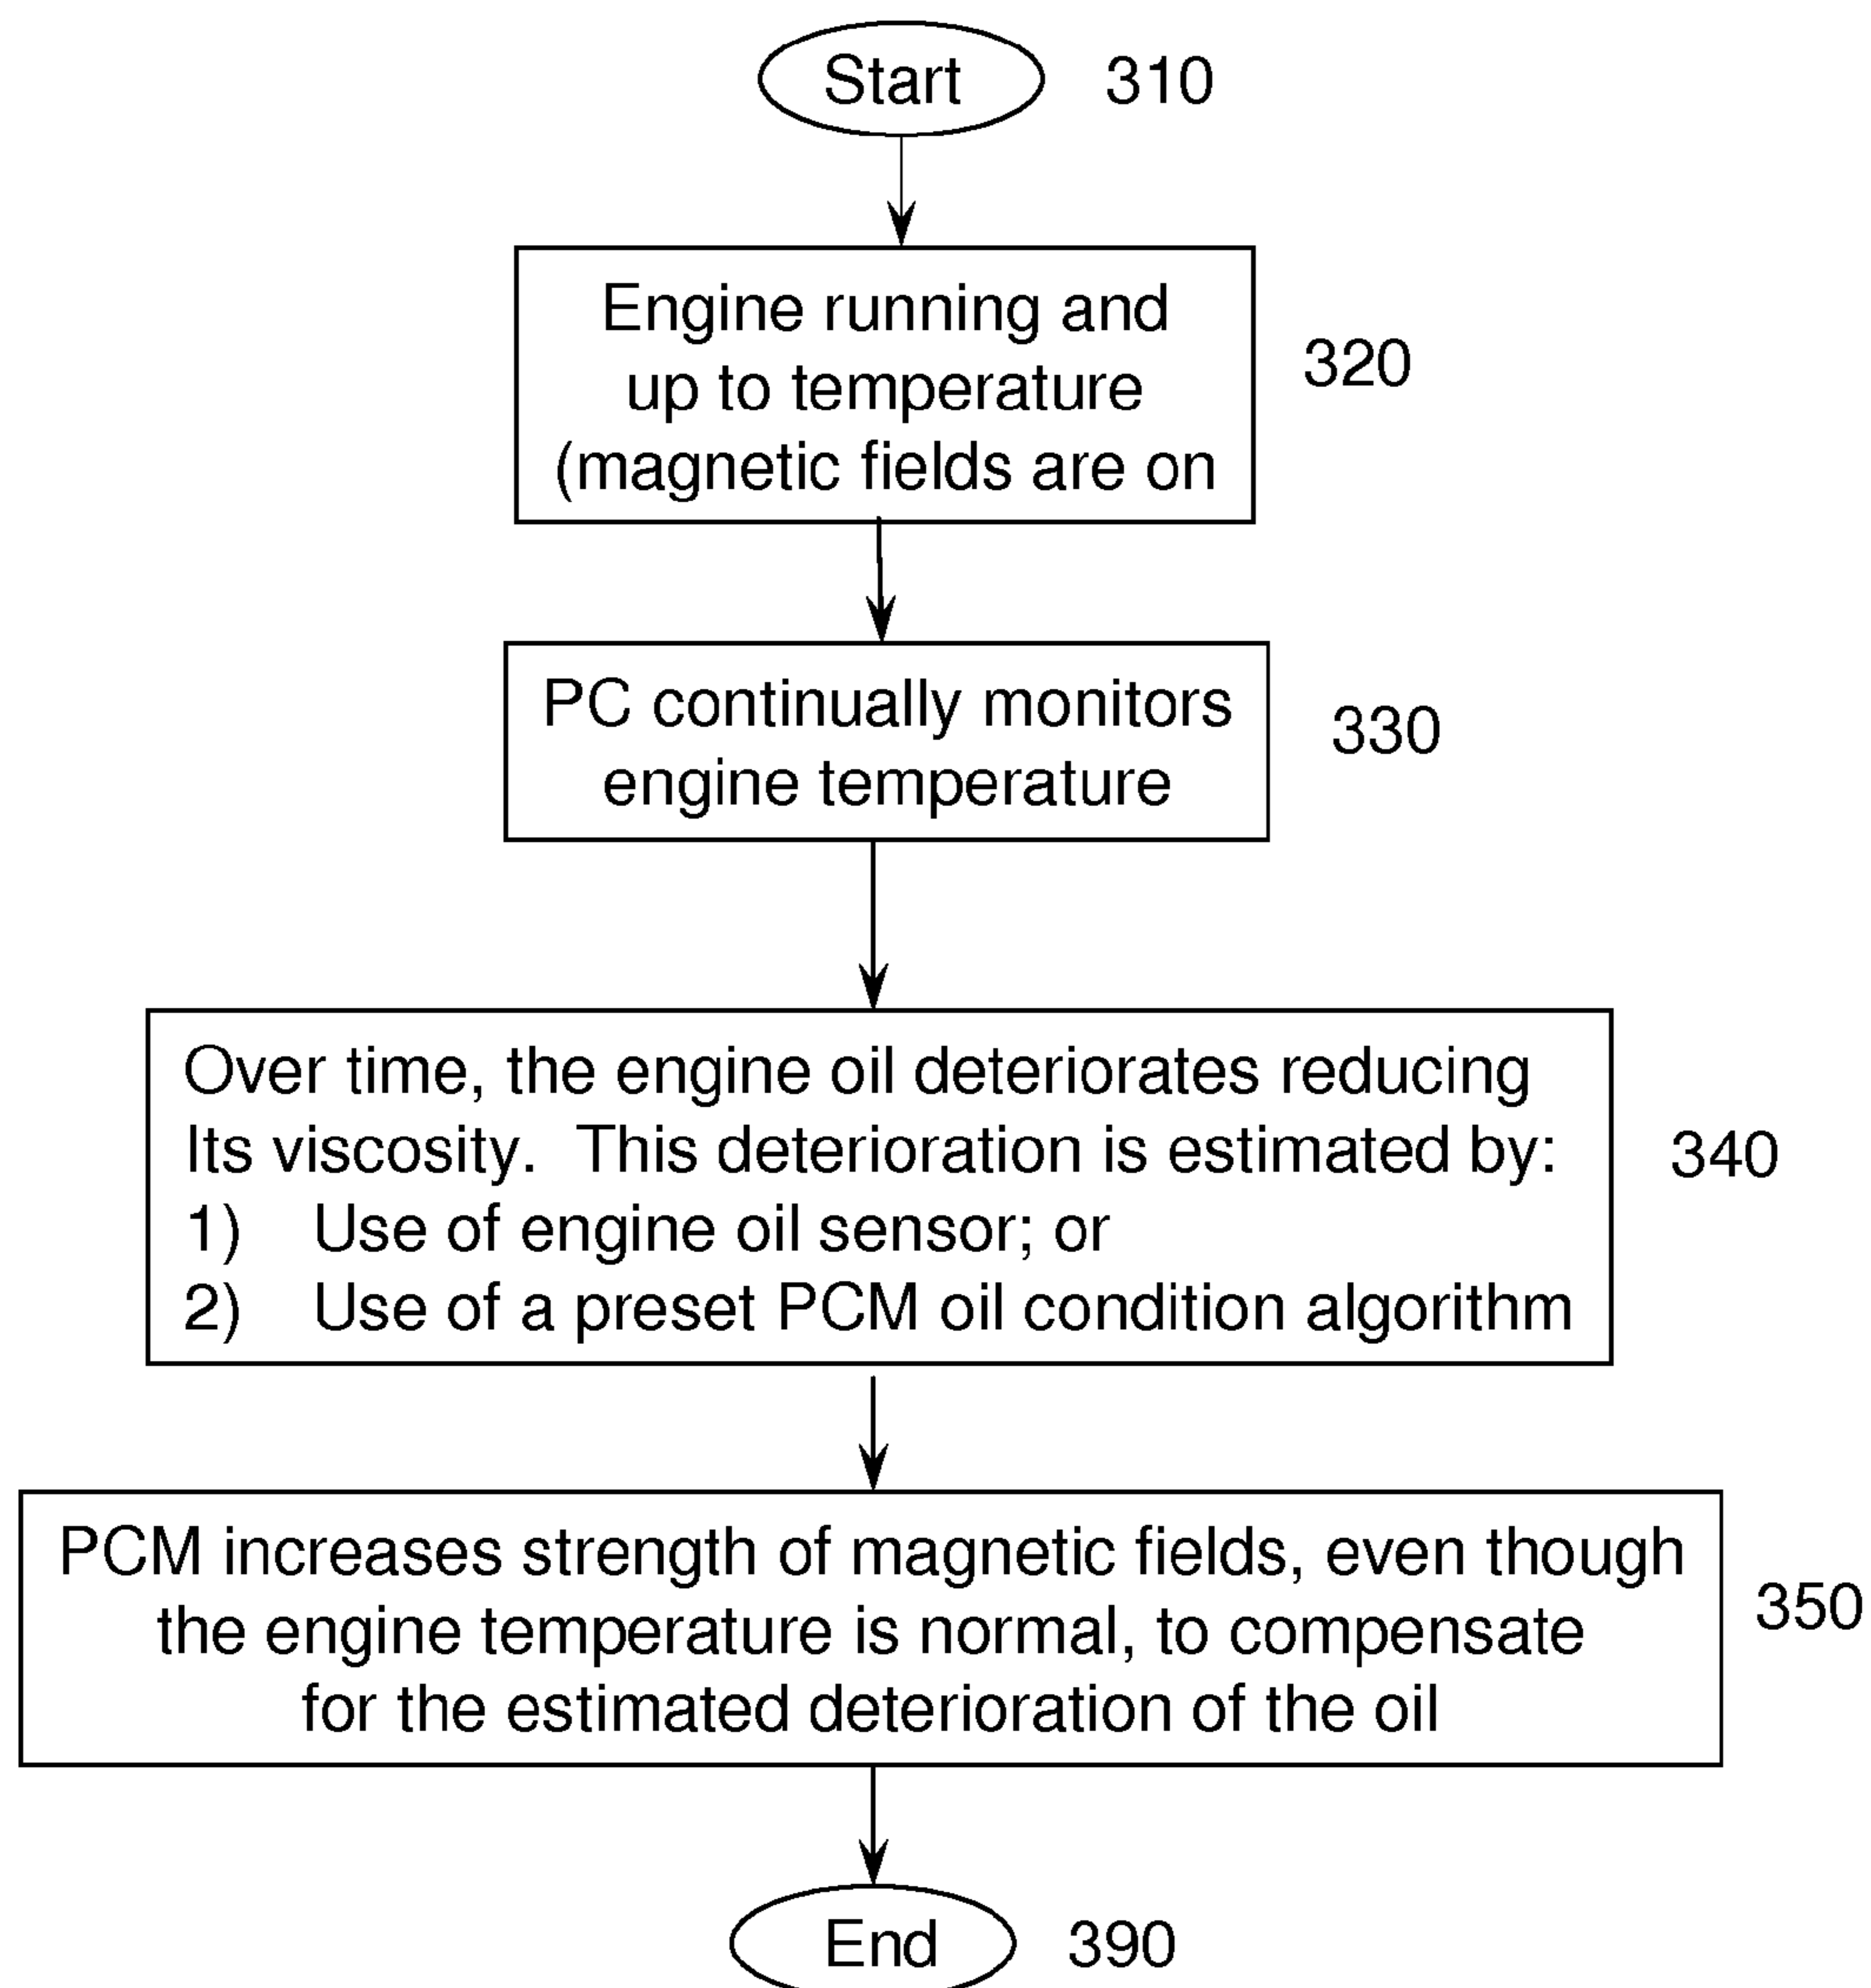 Start 310
Engine running and
up to temperature
(magnetic fields are on
320
PC continually monitors
engine temperature
330
Over time, the engine oil deteriorates reducing
Its viscosity. This deterioration is estimated by:
1) Use of engine oil sensor; or
2) Use of a preset PCM oil condition algorithm
340
PCM increases strength of magnetic fields, even though
the engine temperature is normal, to compensate
for the estimated deterioration of the oil
350
End 390